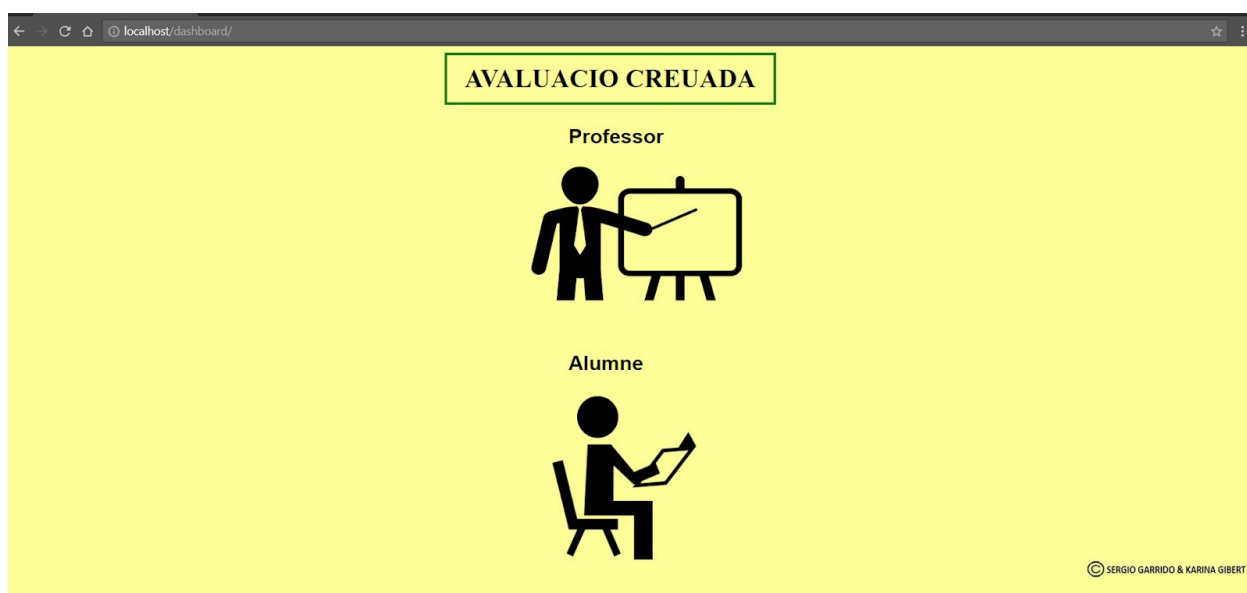 localhost/dashboard/
AVALUACIO CREUADA
Professor
Alumne
© SERGIO GARRIDO & KARINA GIBERT